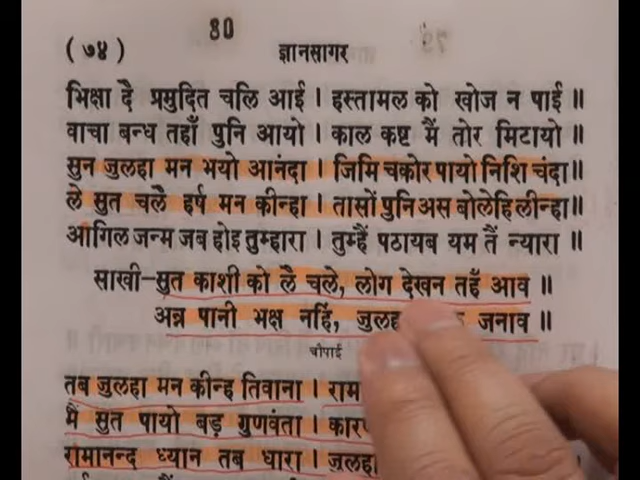 80
(७४) ज्ञानसागर
भिक्षा दै प्रमुदित चलि आई । हस्तामल को खोज न पाई ॥
वाचा बन्ध तहाँ पुनि आयो । काल कष्ट मैं तोर मिटायो ॥
सुन जुलहा मन भयो आनंदा । जिमि चकोर पायो निशि चंदा ॥
ले सुत चलै हर्ष मन कीन्हा । तासों पुनि अस बोलेहि लीन्हा ॥
आगिल जन्म जब होइ तुम्हारा । तुम्हैं पठायब यम तैं न्यारा ॥
साखी–सुत काशी को लै चले, लोग देखन तहँ आव ॥
अन्न पानी भक्ष नहिं, जुलह जनाव ॥
चौपाई
तब जुलहा मन कीन्ह तिवाना । राम
मैं सुत पायो बड़ गुणवंता । कार
रामानन्द ध्यान तब धारा । जुलहा